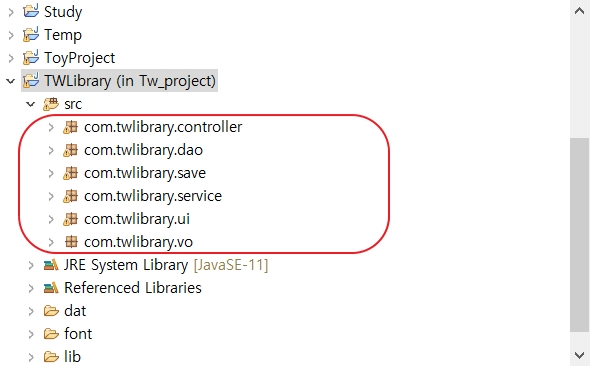 Study
Temp
ToyProject
TWLibrary (in Tw_project)
src
com.twlibrary.controller
com.twlibrary.dao
com.twlibrary.save
com.twlibrary.service
com.twlibrary.ui
com.twlibrary.vo
JRE System Library [JavaSE-11]
Referenced Libraries
dat
font
lib